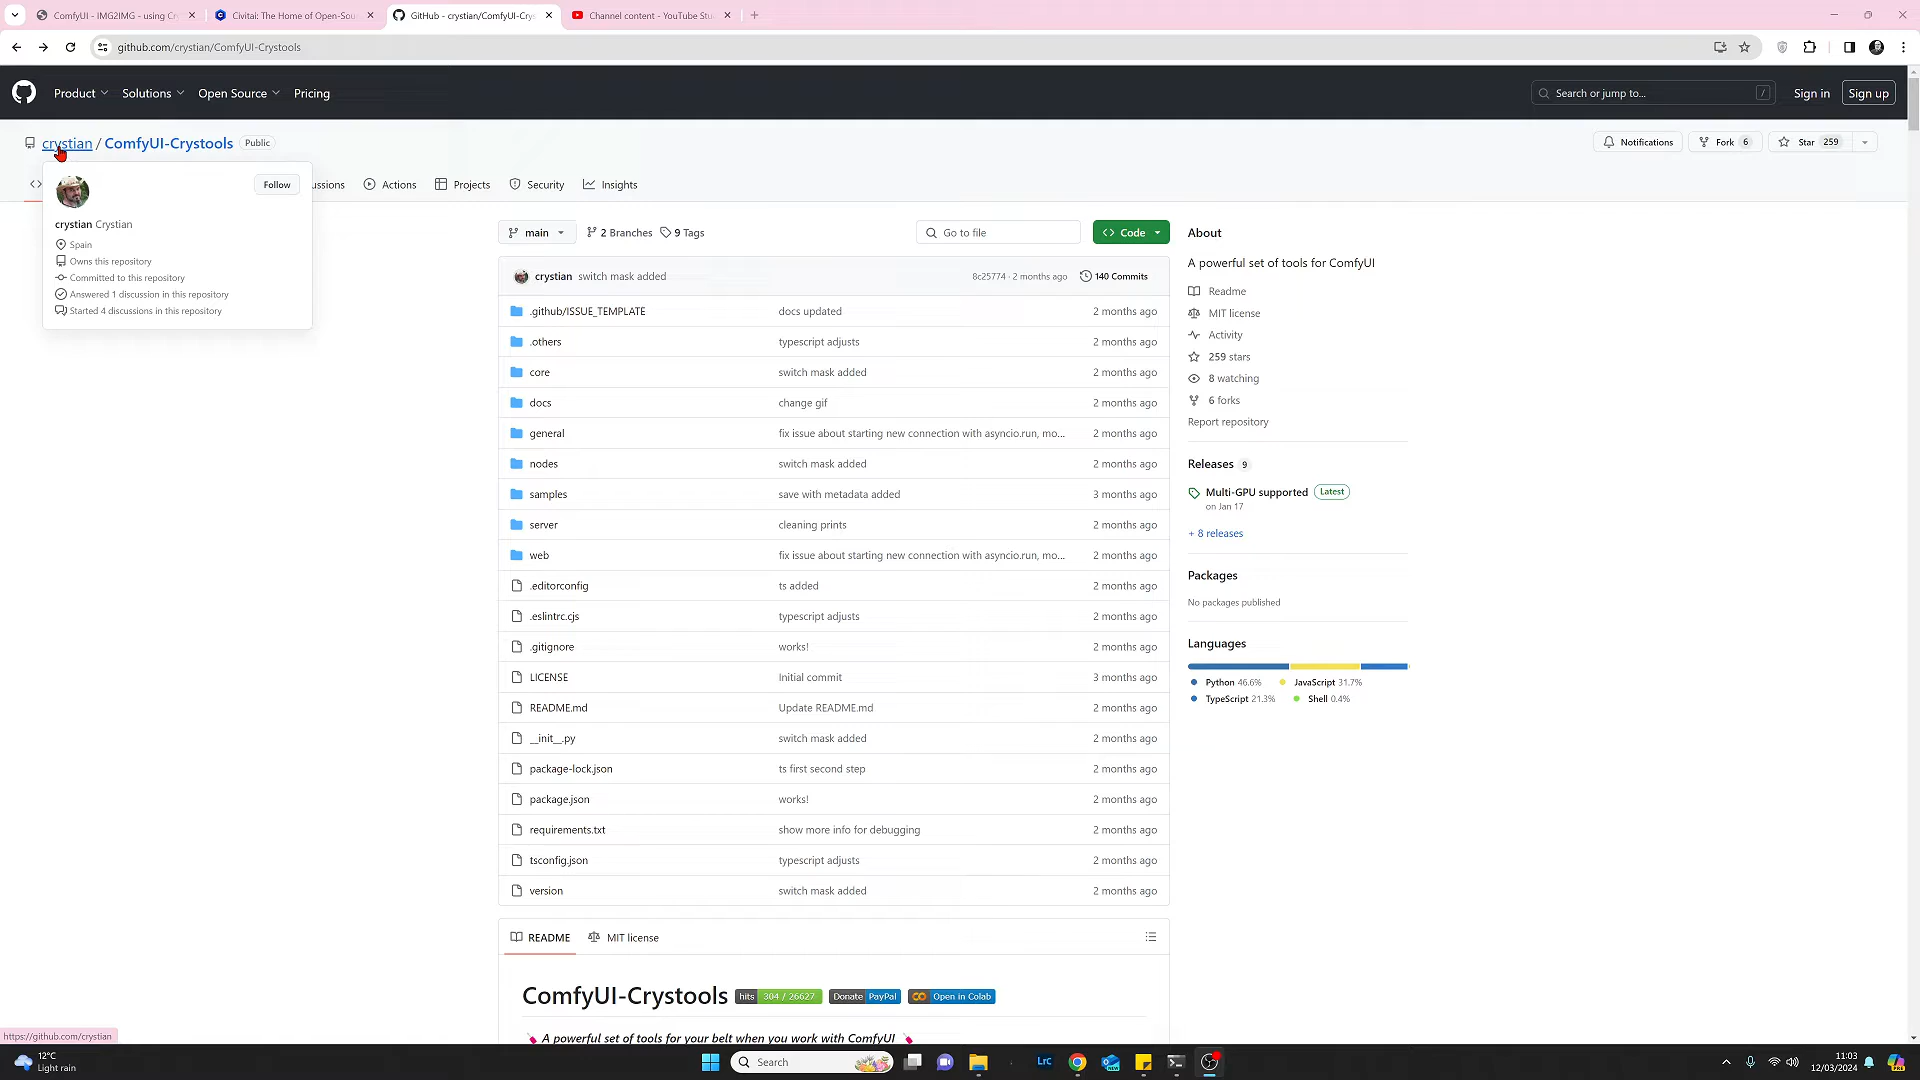 ComfyUI - IMG2IMG - using Cr
Civitai: The Home of Open-Sou
GitHub - crystian/ComfyUI-Cryst
Channel content - YouTube Stu
github.com/crystian/ComfyUI-Crystools
Product
Solutions
Open Source
Pricing
Search or jump to...
/
Sign in
Sign up
crystian / ComfyUI-Crystools
Public
Notifications
Fork 6
Star 259
Follow
crystian Crystian
Spain
Owns this repository
Committed to this repository
Answered 1 discussion in this repository
Started 4 discussions in this repository
ussions
Actions
Projects
Security
Insights
main
2 Branches
9 Tags
Go to file
Code
crystian switch mask added 8c25774 · 2 months ago 140 Commits
.github/ISSUE_TEMPLATE docs updated 2 months ago
.others typescript adjusts 2 months ago
core switch mask added 2 months ago
docs change gif 2 months ago
general fix issue about starting new connection with asyncio.run, mo... 2 months ago
nodes switch mask added 2 months ago
samples save with metadata added 3 months ago
server cleaning prints 2 months ago
web fix issue about starting new connection with asyncio.run, mo... 2 months ago
.editorconfig ts added 2 months ago
.eslintrc.cjs typescript adjusts 2 months ago
.gitignore works! 2 months ago
LICENSE Initial commit 3 months ago
README.md Update README.md 2 months ago
__init__.py switch mask added 2 months ago
package-lock.json ts first second step 2 months ago
package.json works! 2 months ago
requirements.txt show more info for debugging 2 months ago
tsconfig.json typescript adjusts 2 months ago
version switch mask added 2 months ago
README
MIT license
ComfyUI-Crystools
hits 304 / 26627
Donate PayPal
Open in Colab
A powerful set of tools for your belt when you work with ComfyUI
About
A powerful set of tools for ComfyUI
Readme
MIT license
Activity
259 stars
8 watching
6 forks
Report repository
Releases 9
Multi-GPU supported Latest
on Jan 17
+ 8 releases
Packages
No packages published
Languages
Python 46.6% JavaScript 31.7%
TypeScript 21.3% Shell 0.4%
https://github.com/crystian
12°C
Light rain
Search
LrC
11:03
12/03/2024